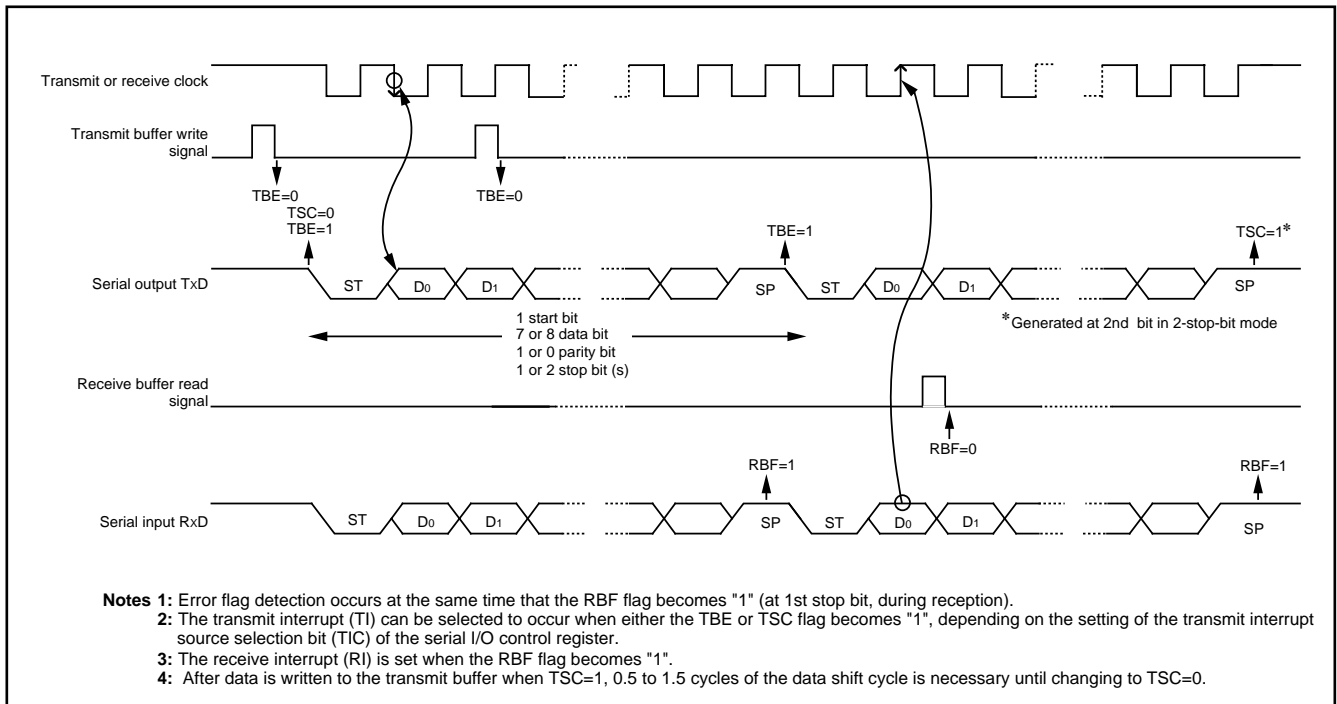 Transmit or receive clock
Transmit buffer write
signal
TBE=0
TBE=0
TSC=0
TBE=1
TBE=1
TSC=1*
Serial output TxD
ST
D0
D1
SP
ST
D0
D1
SP
1 start bit
7 or 8 data bit
1 or 0 parity bit
1 or 2 stop bit (s)
*Generated at 2nd bit in 2-stop-bit mode
Receive buffer read
signal
RBF=0
RBF=1
RBF=1
Serial input RxD
ST
D0
D1
SP
ST
D0
D1
SP
Notes 1: Error flag detection occurs at the same time that the RBF flag becomes "1" (at 1st stop bit, during reception).
2: The transmit interrupt (TI) can be selected to occur when either the TBE or TSC flag becomes "1", depending on the setting of the transmit interrupt
source selection bit (TIC) of the serial I/O control register.
3: The receive interrupt (RI) is set when the RBF flag becomes "1".
4: After data is written to the transmit buffer when TSC=1, 0.5 to 1.5 cycles of the data shift cycle is necessary until changing to TSC=0.